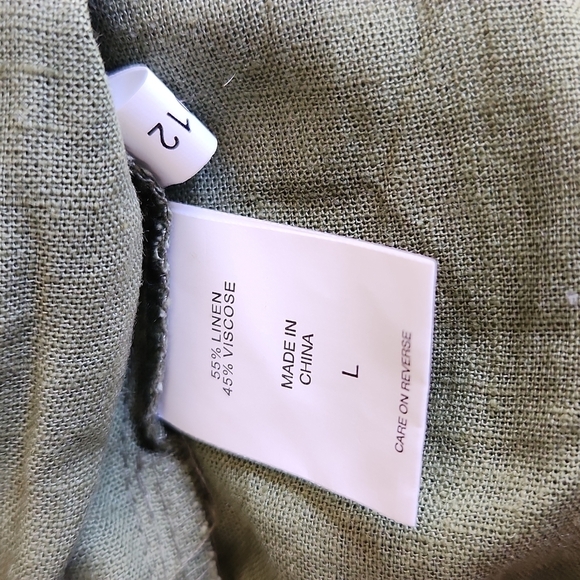 12
55% LINEN
45% VISCOSE
MADE IN
CHINA
L
CARE ON REVERSE